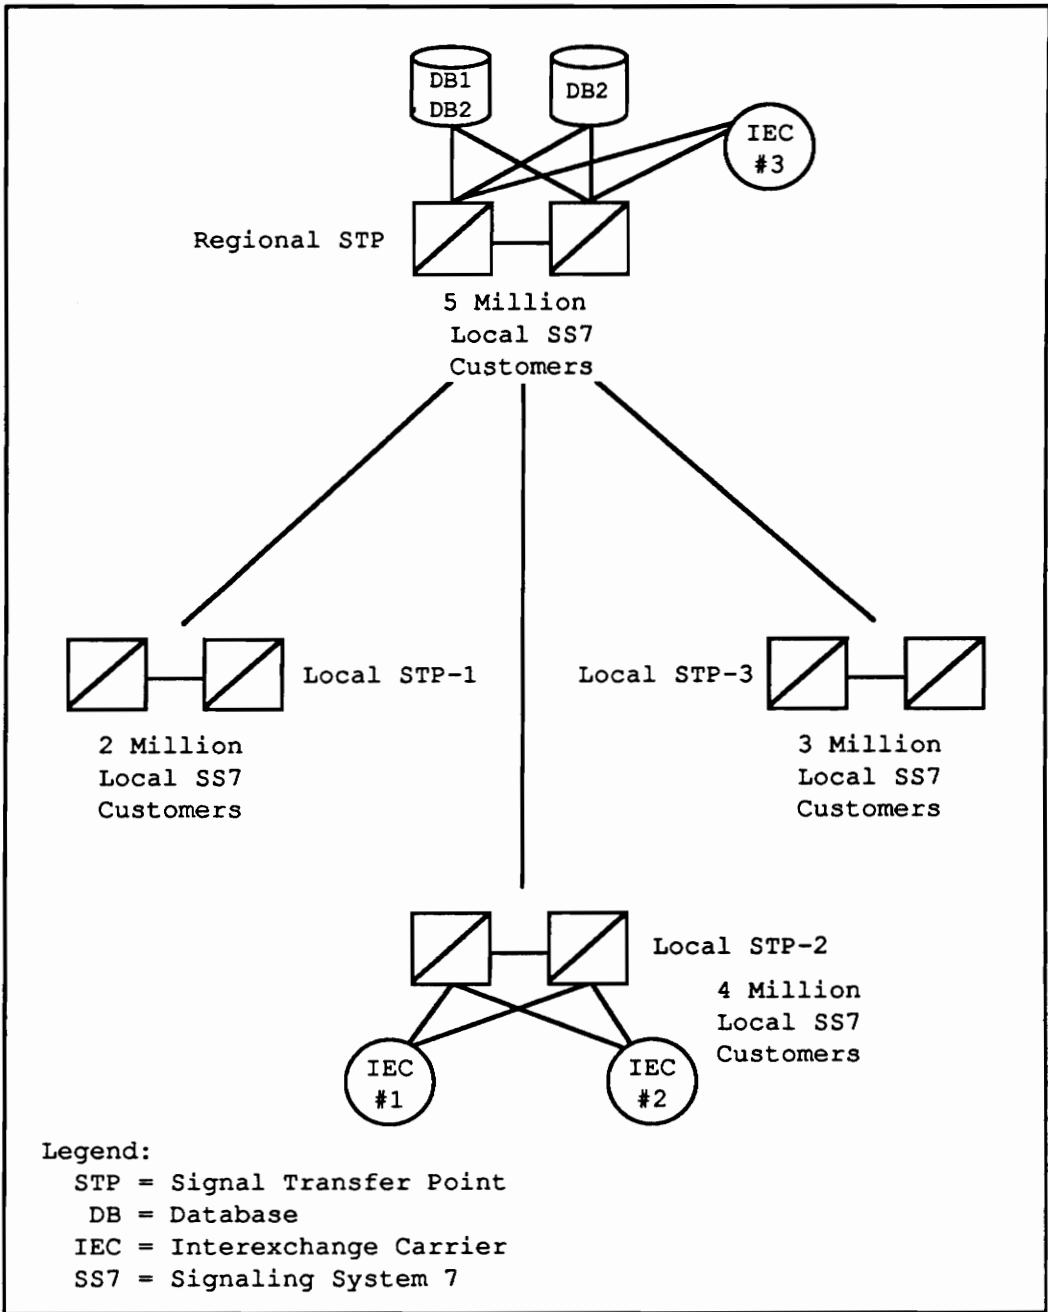 DB1
DB2
DB2
IEC
#3
Regional STP
5 Million
Local SS7
Customers
Local STP-1
2 Million
Local SS7
Customers
Local STP-3
3 Million
Local SS7
Customers
Local STP-2
4 Million
Local SS7
Customers
IEC
#1
IEC
#2
Legend:
STP = Signal Transfer Point
DB = Database
IEC = Interexchange Carrier
SS7 = Signaling System 7